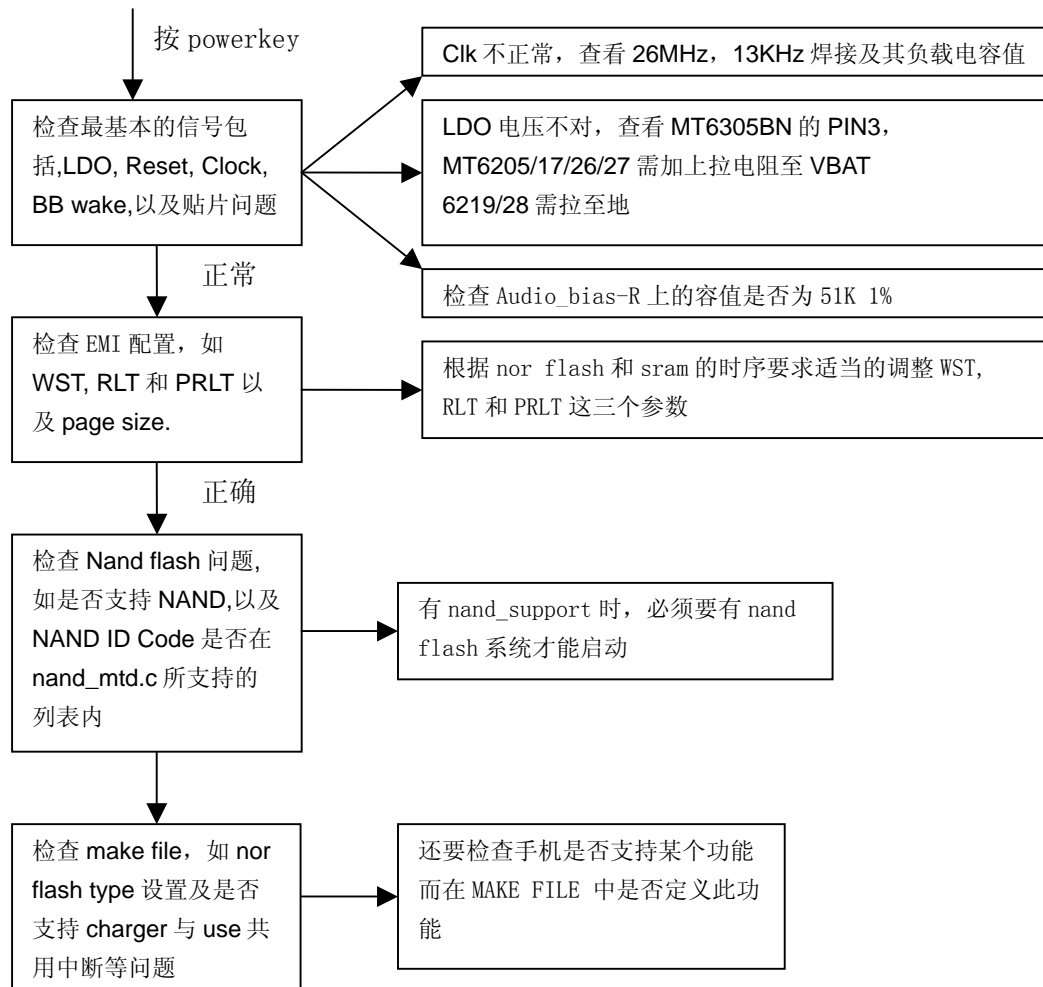 按 powerkey
Clk 不正常，查看 26MHz，13KHz 焊接及其负载电容值
检查最基本的信号包
括,LDO, Reset, Clock,
BB wake,以及贴片问题
LDO 电压不对，查看 MT6305BN 的 PIN3，
MT6205/17/26/27 需加上拉电阻至 VBAT
6219/28 需拉至地
检查 Audio_bias-R 上的容值是否为 51K 1%
正常
检查 EMI 配置，如
WST, RLT 和 PRLT 以
及 page size.
根据 nor flash 和 sram 的时序要求适当的调整 WST,
RLT 和 PRLT 这三个参数
正确
检查 Nand flash 问题,
如是否支持 NAND,以及
NAND ID Code 是否在
nand_mtd.c 所支持的
列表内
有 nand_support 时，必须要有 nand
flash 系统才能启动
检查 make file，如 nor
flash type 设置及是否
支持 charger 与 use 共
用中断等问题
还要检查手机是否支持某个功能
而在 MAKE FILE 中是否定义此功
能